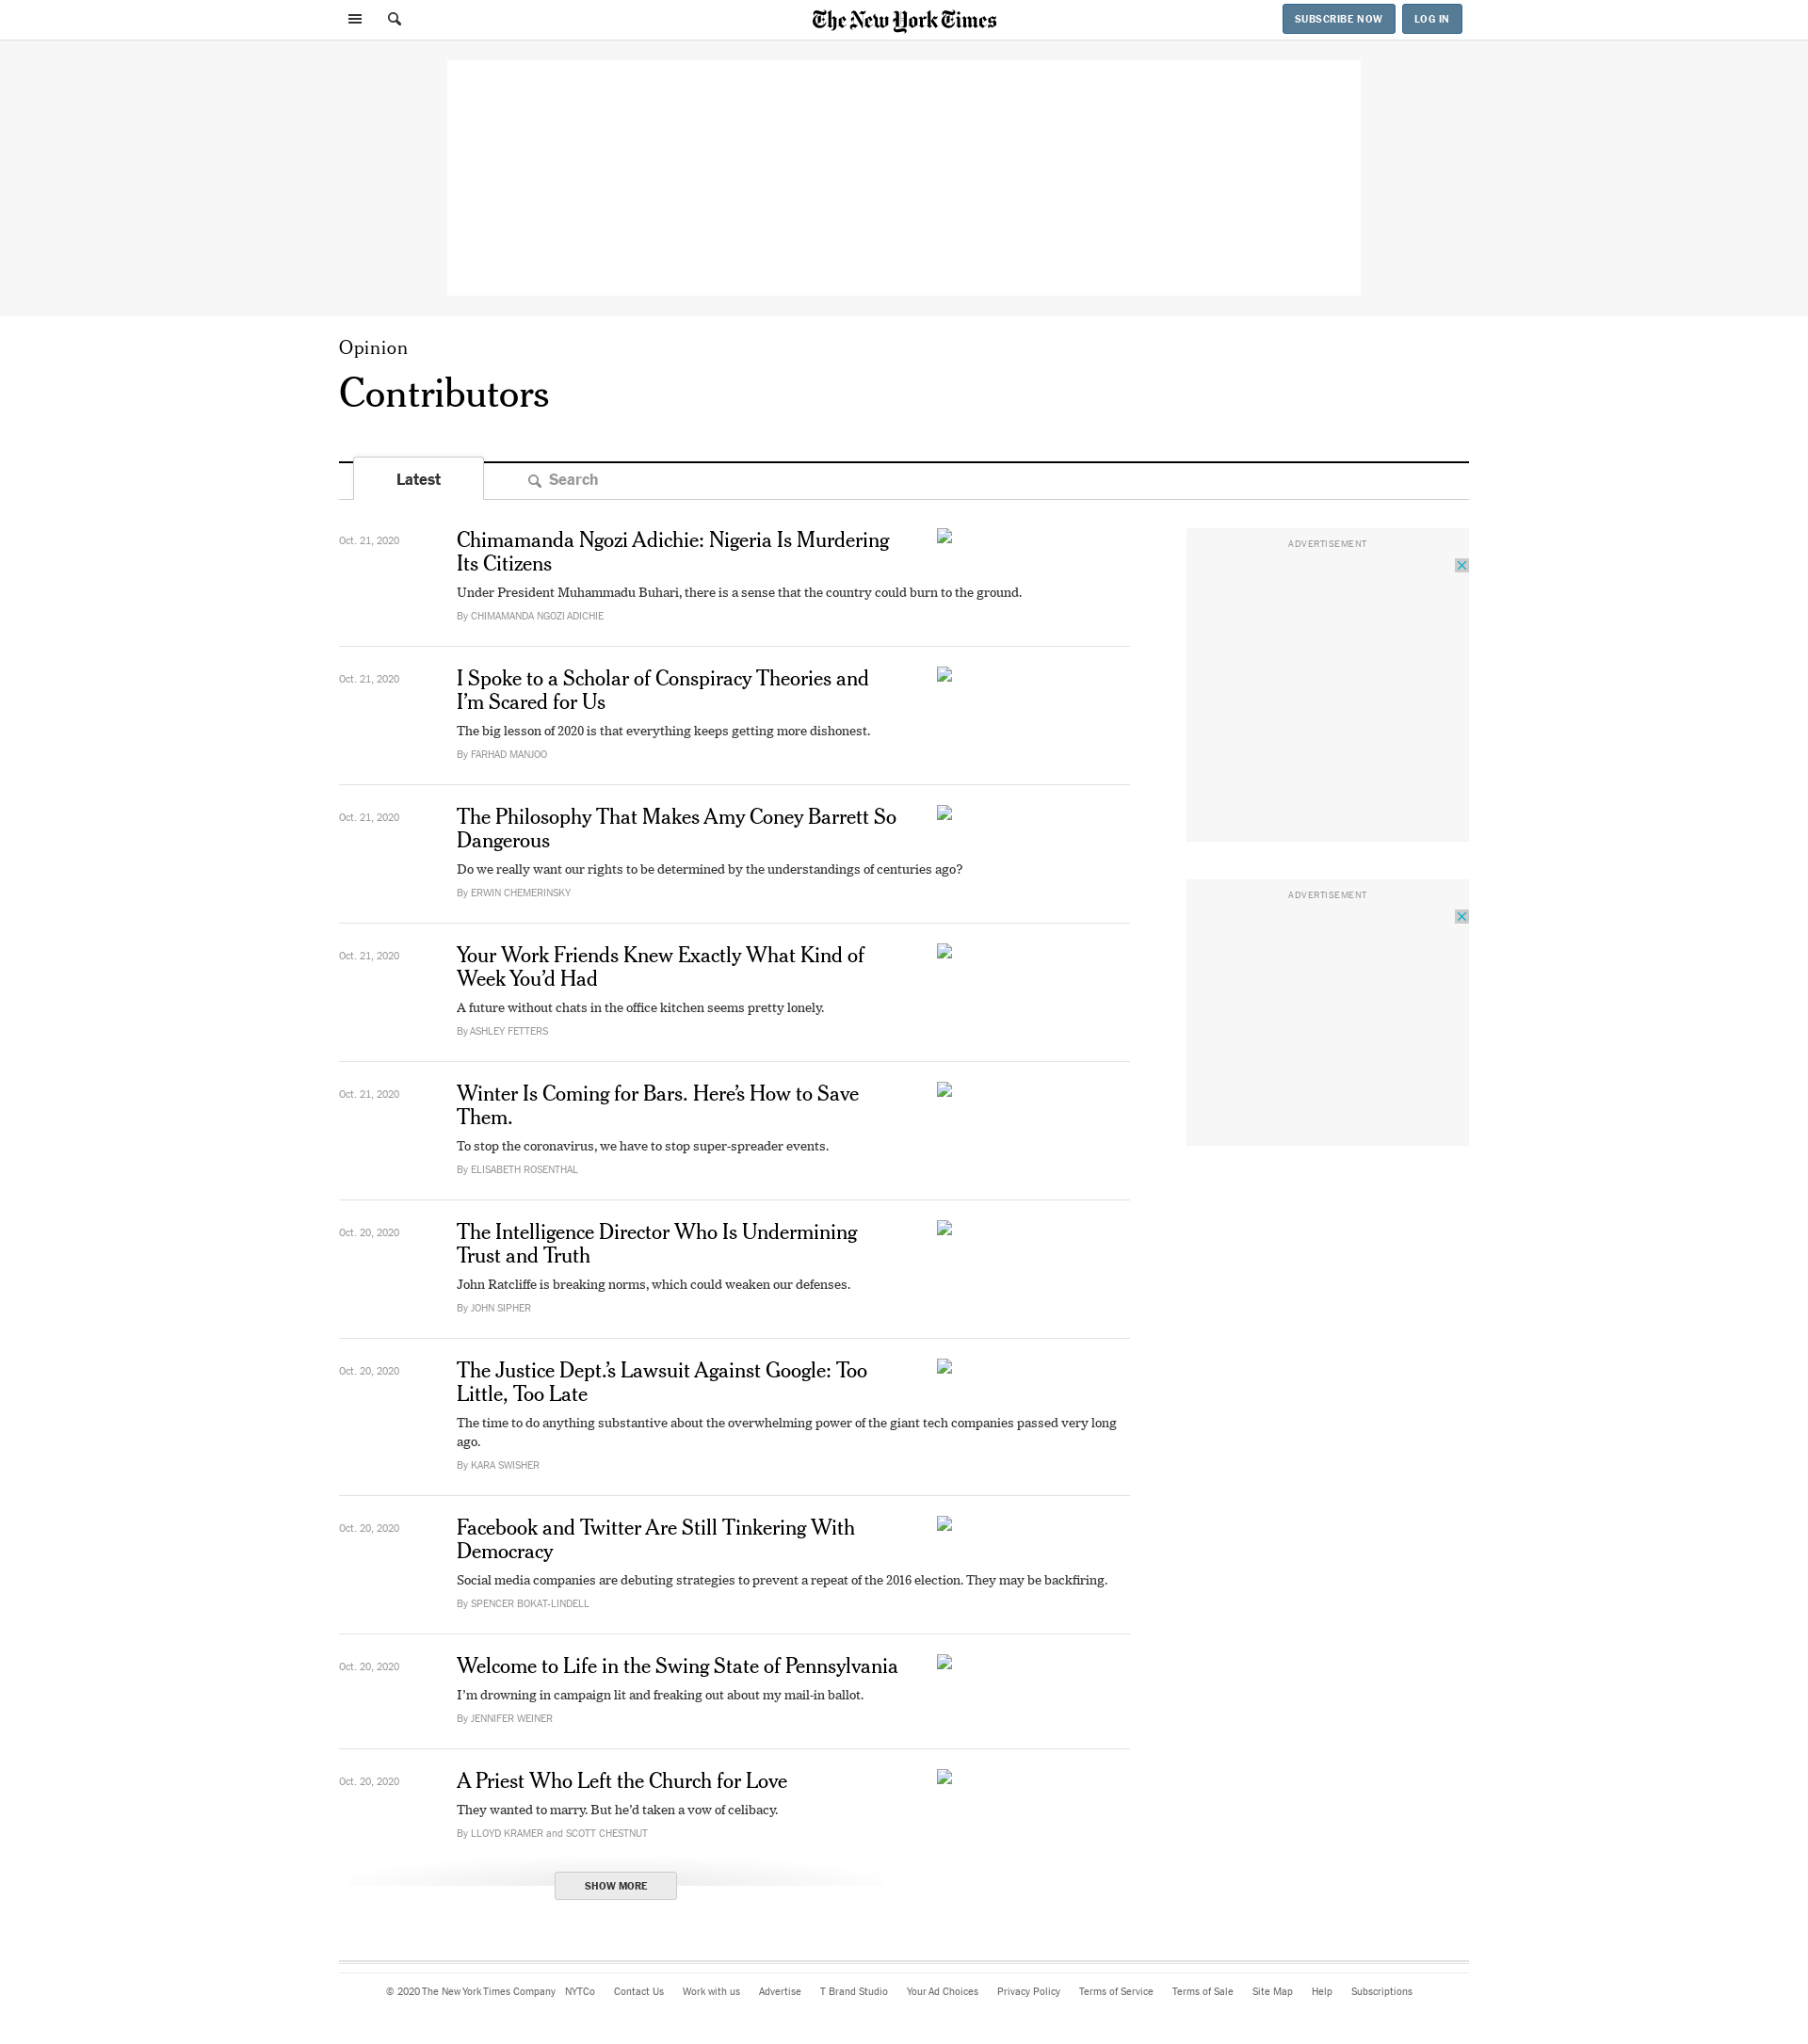 The New York Times
SUBSCRIBE NOW
LOG IN
Opinion
Contributors
Latest
Search
Oct. 21, 2020
Chimamanda Ngozi Adichie: Nigeria Is Murdering
Its Citizens
Under President Muhammadu Buhari, there is a sense that the country could burn to the ground.
By CHIMAMANDA NGOZI ADICHIE
Oct. 21, 2020
I Spoke to a Scholar of Conspiracy Theories and
I’m Scared for Us
The big lesson of 2020 is that everything keeps getting more dishonest.
By FARHAD MANJOO
Oct. 21, 2020
The Philosophy That Makes Amy Coney Barrett So
Dangerous
Do we really want our rights to be determined by the understandings of centuries ago?
By ERWIN CHEMERINSKY
Oct. 21, 2020
Your Work Friends Knew Exactly What Kind of
Week You’d Had
A future without chats in the office kitchen seems pretty lonely.
By ASHLEY FETTERS
Oct. 21, 2020
Winter Is Coming for Bars. Here’s How to Save
Them.
To stop the coronavirus, we have to stop super-spreader events.
By ELISABETH ROSENTHAL
Oct. 20, 2020
The Intelligence Director Who Is Undermining
Trust and Truth
John Ratcliffe is breaking norms, which could weaken our defenses.
By JOHN SIPHER
Oct. 20, 2020
The Justice Dept.’s Lawsuit Against Google: Too
Little, Too Late
The time to do anything substantive about the overwhelming power of the giant tech companies passed very long
ago.
By KARA SWISHER
Oct. 20, 2020
Facebook and Twitter Are Still Tinkering With
Democracy
Social media companies are debuting strategies to prevent a repeat of the 2016 election. They may be backfiring.
By SPENCER BOKAT-LINDELL
Oct. 20, 2020
Welcome to Life in the Swing State of Pennsylvania
I’m drowning in campaign lit and freaking out about my mail-in ballot.
By JENNIFER WEINER
Oct. 20, 2020
A Priest Who Left the Church for Love
They wanted to marry. But he’d taken a vow of celibacy.
By LLOYD KRAMER and SCOTT CHESTNUT
SHOW MORE
ADVERTISEMENT
ADVERTISEMENT
© 2020 The New York Times Company NYTCo Contact Us Work with us Advertise T Brand Studio Your Ad Choices Privacy Policy Terms of Service Terms of Sale Site Map Help Subscriptions